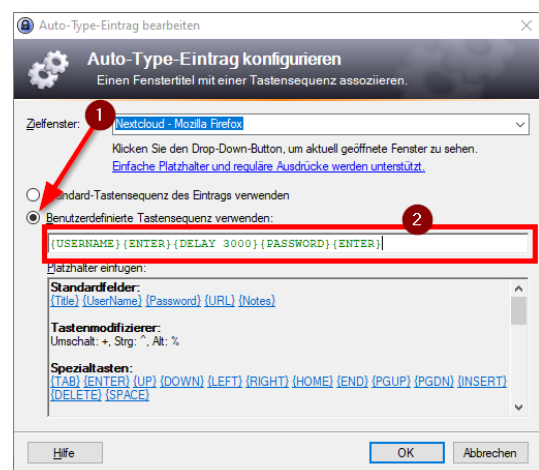 Auto-Type-Eintrag bearbeiten
Auto-Type-Eintrag konfigurieren
Einen Fenstertitel mit einer Tastensequenz assoziieren.
1
Zielfenster: Nextcloud - Mozilla Firefox
Klicken Sie den Drop-Down-Button, um aktuell geöffnete Fenster zu sehen.
Einfache Platzhalter und reguläre Ausdrücke werden unterstützt.
Standard-Tastensequenz des Eintrags verwenden
Benutzerdefinierte Tastensequenz verwenden:
2
{USERNAME}{ENTER}{DELAY 3000}{PASSWORD}{ENTER}
Platzhalter einfügen:
Standardfelder:
{Title} {UserName} {Password} {URL} {Notes}
Tastenmodifizierer:
Umschalt: +, Strg: ^, Alt: %
Spezialtasten:
{TAB} {ENTER} {UP} {DOWN} {LEFT} {RIGHT} {HOME} {END} {PGUP} {PGDN} {INSERT}
{DELETE} {SPACE}
Hilfe OK Abbrechen